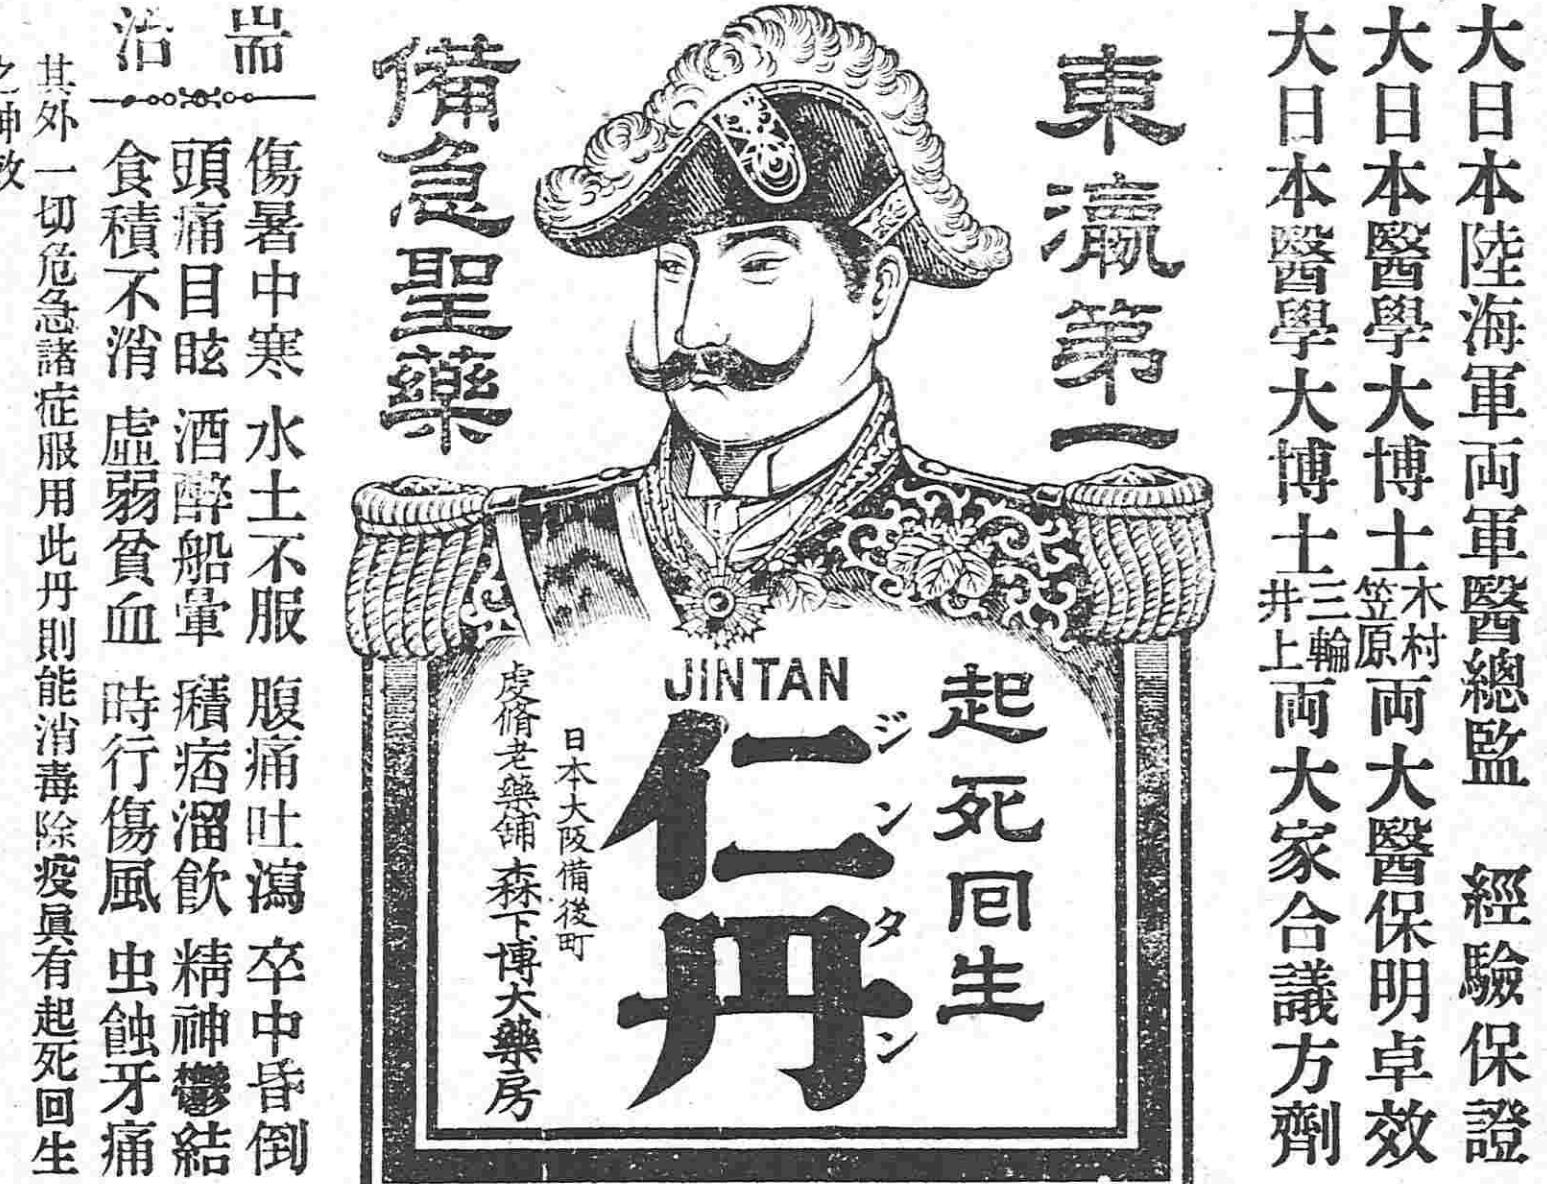 大日本陸海軍両軍醫總監　經驗保證
大日本醫學大博士木村笠原両大醫保明卓效
大日本醫學大博士三輪井上両大家合議方劑
東瀛第一
備急聖藥
起死回生
JINTAN
仁丹
ジンタン
日本大阪備後町
虔脩老藥舗森下博大藥房
耑治
傷暑中寒　水土不服　腹痛吐瀉　卒中昏倒
頭痛目眩　酒醉船暈　癪痞溜飲　精神鬱結
食積不消　虛弱貧血　時行傷風　虫蝕牙痛
其外一切危急諸症服用此丹則能消毒除疫眞有起死回生
之神效